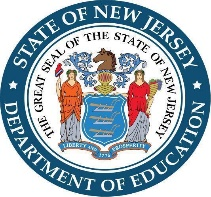 STATE OF NEW JERSEY
THE GREAT SEAL OF THE STATE OF NEW JERSEY
LIBERTY AND PROSPERITY
1776
DEPARTMENT OF EDUCATION